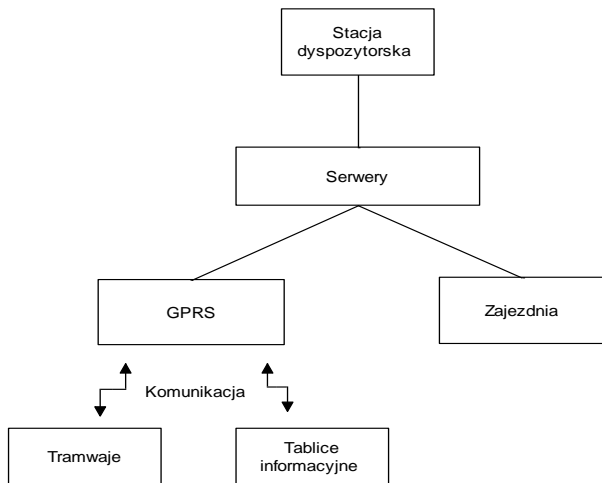 Stacja
dyspozytorska
Serwery
GPRS
Zajezdnia
Komunikacja
Tramwaje
Tablice
informacyjne